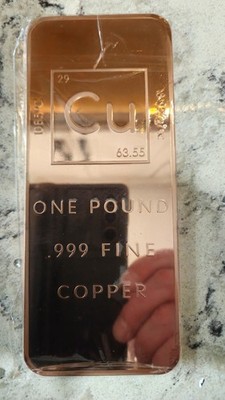 29
Cu
63.55
ONE POUND
.999 FINE
COPPER